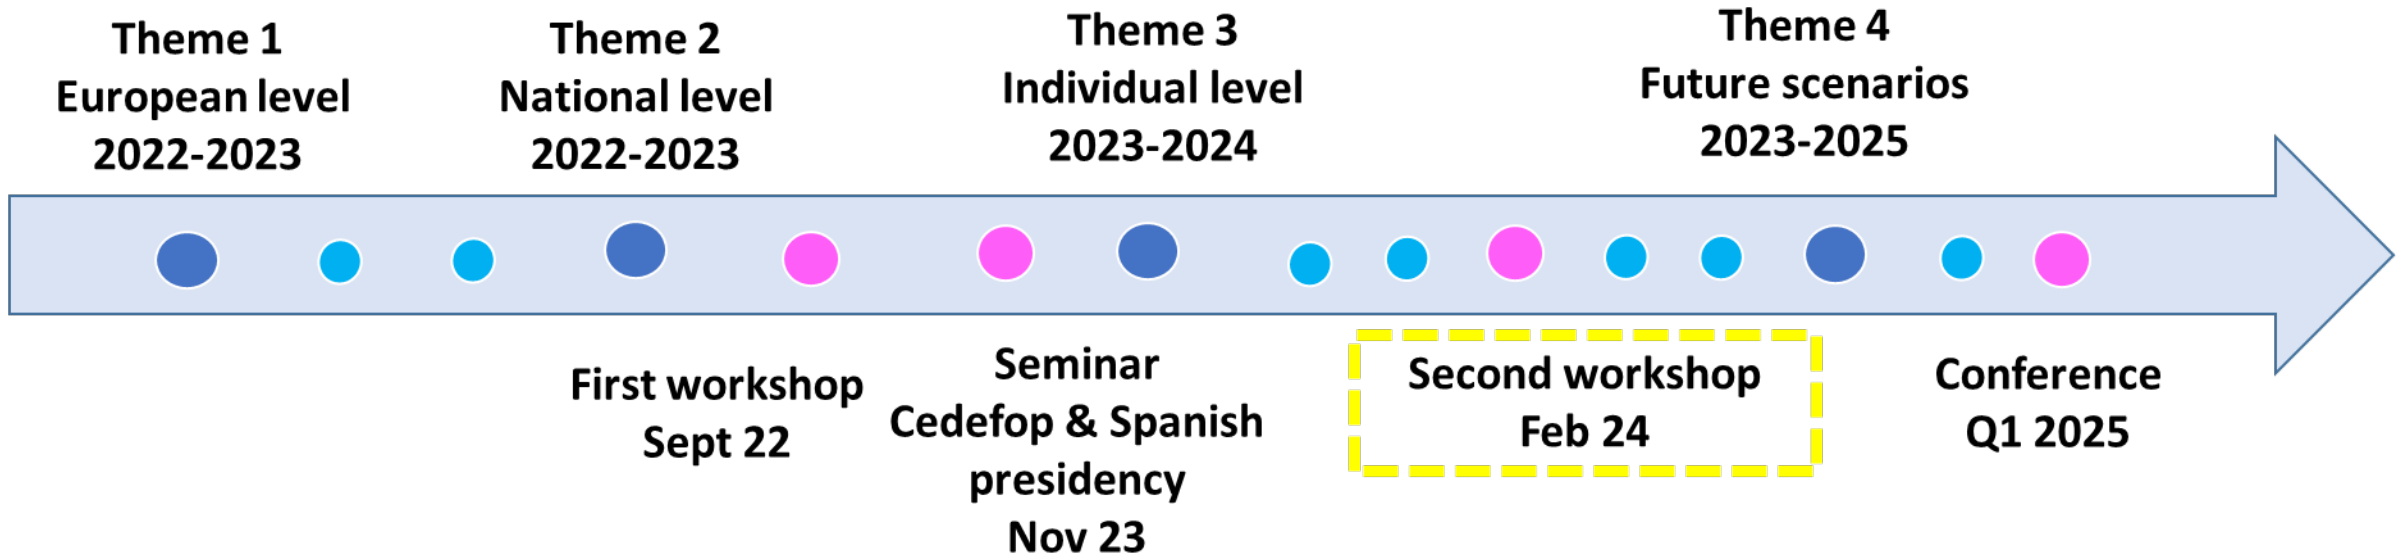 Theme 1
European level
2022-2023
Theme 2
National level
2022-2023
Theme 3
Individual level
2023-2024
Theme 4
Future scenarios
2023-2025
First workshop
Sept 22
Seminar
Cedefop & Spanish
presidency
Nov 23
Second workshop
Feb 24
Conference
Q1 2025